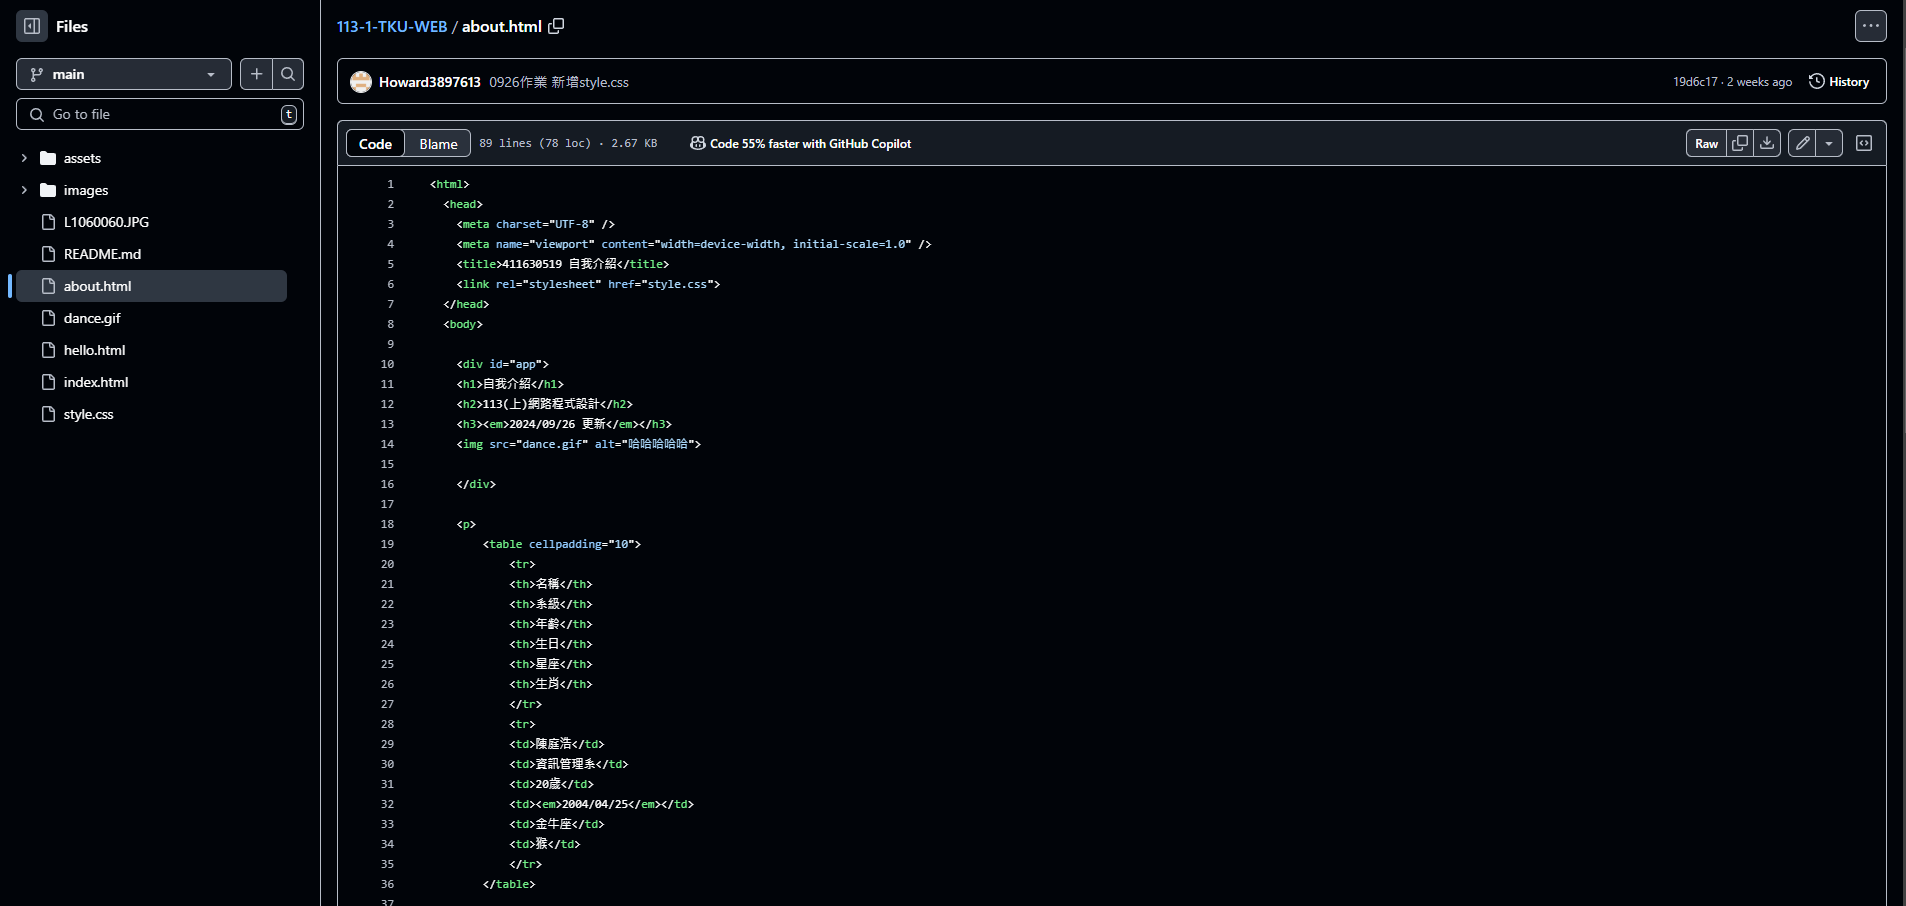 Files
main
Go to file
t
assets
images
L1060060.JPG
README.md
about.html
dance.gif
hello.html
index.html
style.css
113-1-TKU-WEB / about.html
Howard3897613 0926作業 新增style.css
19d6c17 · 2 weeks ago
History
Code
Blame
89 lines (78 loc) · 2.67 KB
Code 55% faster with GitHub Copilot
Raw
1 <html>
2 <head>
3 <meta charset="UTF-8" />
4 <meta name="viewport" content="width=device-width, initial-scale=1.0" />
5 <title>411630519 自我介紹</title>
6 <link rel="stylesheet" href="style.css">
7 </head>
8 <body>
9
10 <div id="app">
11 <h1>自我介紹</h1>
12 <h2>113(上)網路程式設計</h2>
13 <h3><em>2024/09/26 更新</em></h3>
14 <img src="dance.gif" alt="哈哈哈哈哈">
15
16 </div>
17
18 <p>
19 <table cellpadding="10">
20 <tr>
21 <th>名稱</th>
22 <th>系級</th>
23 <th>年齡</th>
24 <th>生日</th>
25 <th>星座</th>
26 <th>生肖</th>
27 </tr>
28 <tr>
29 <td>陳庭浩</td>
30 <td>資訊管理系</td>
31 <td>20歲</td>
32 <td><em>2004/04/25</em></td>
33 <td>金牛座</td>
34 <td>猴</td>
35 </tr>
36 </table>
37